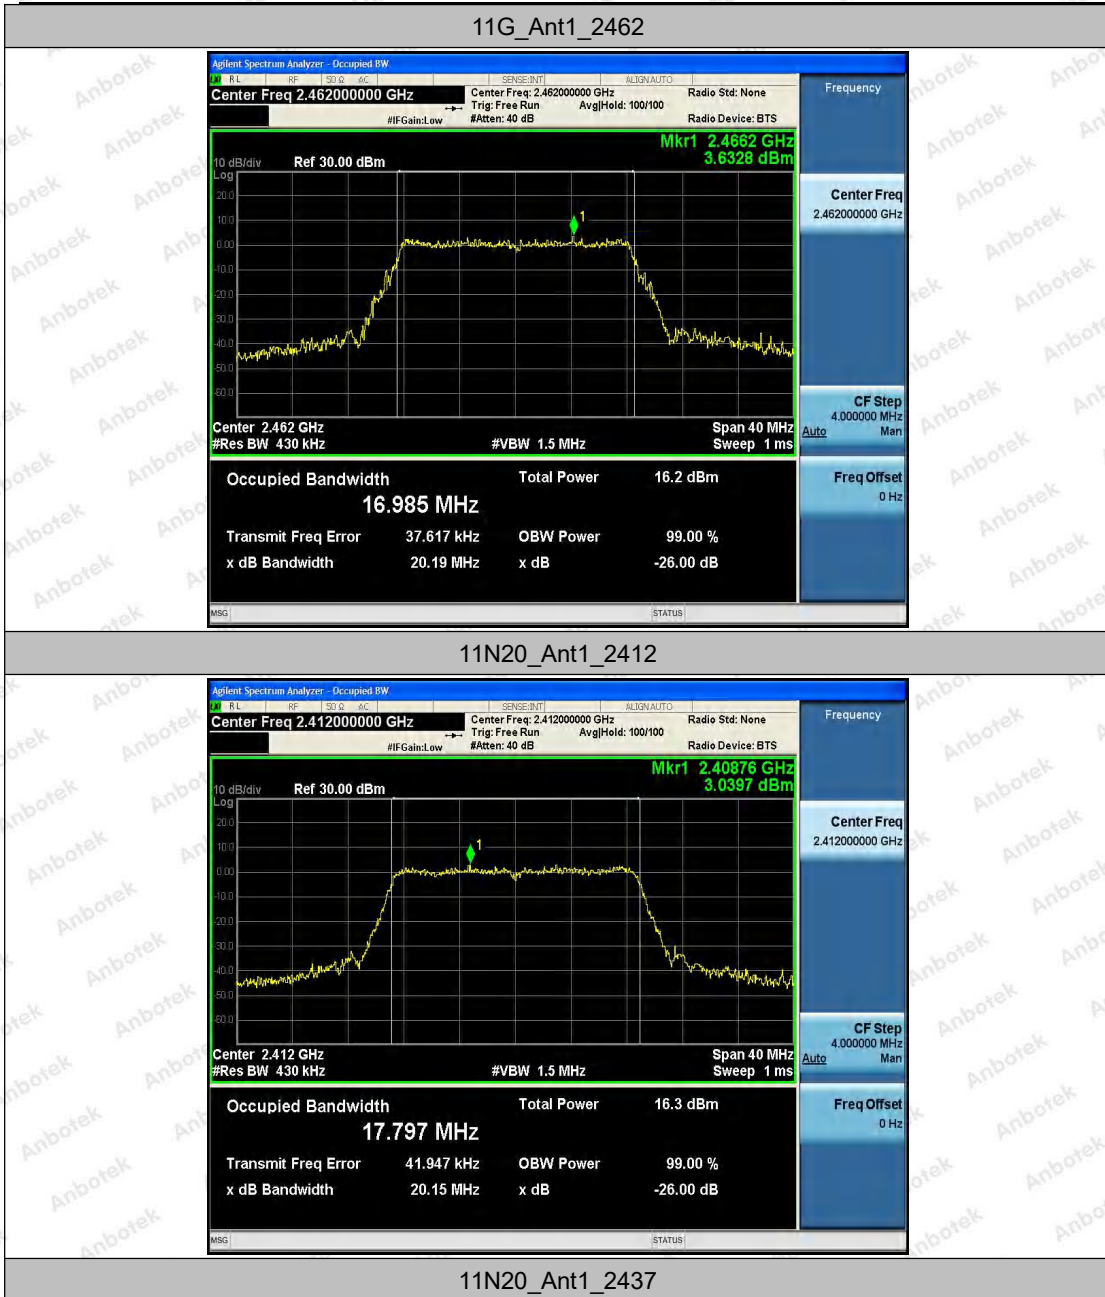 11G_Ant1_2462
Agilent Spectrum Analyzer - Occupied BW
RL RF 50 Ω AC SENSE:INT ALIGNAUTO
Center Freq 2.462000000 GHz Center Freq: 2.462000000 GHz Radio Std: None Frequency
Trig: Free Run Avg|Hold: 100/100
#IFGain:Low #Atten: 40 dB Radio Device: BTS
Mkr1 2.4662 GHz
10 dB/div Ref 30.00 dBm 3.6328 dBm
Log
20.0
10.0
0.00
-10.0
-20.0
-30.0
-40.0
-50.0
-60.0
1
Center Freq
2.462000000 GHz
CF Step
4.000000 MHz
Auto Man
Center 2.462 GHz Span 40 MHz
#Res BW 430 kHz #VBW 1.5 MHz Sweep 1 ms
Occupied Bandwidth Total Power 16.2 dBm Freq Offset
16.985 MHz 0 Hz
Transmit Freq Error 37.617 kHz OBW Power 99.00 %
x dB Bandwidth 20.19 MHz x dB -26.00 dB
MSG STATUS
11N20_Ant1_2412
Agilent Spectrum Analyzer - Occupied BW
RL RF 50 Ω AC SENSE:INT ALIGNAUTO
Center Freq 2.412000000 GHz Center Freq: 2.412000000 GHz Radio Std: None Frequency
Trig: Free Run Avg|Hold: 100/100
#IFGain:Low #Atten: 40 dB Radio Device: BTS
Mkr1 2.40876 GHz
10 dB/div Ref 30.00 dBm 3.0397 dBm
Log
20.0
10.0
0.00
-10.0
-20.0
-30.0
-40.0
-50.0
-60.0
1
Center Freq
2.412000000 GHz
CF Step
4.000000 MHz
Auto Man
Center 2.412 GHz Span 40 MHz
#Res BW 430 kHz #VBW 1.5 MHz Sweep 1 ms
Occupied Bandwidth Total Power 16.3 dBm Freq Offset
17.797 MHz 0 Hz
Transmit Freq Error 41.947 kHz OBW Power 99.00 %
x dB Bandwidth 20.15 MHz x dB -26.00 dB
MSG STATUS
11N20_Ant1_2437